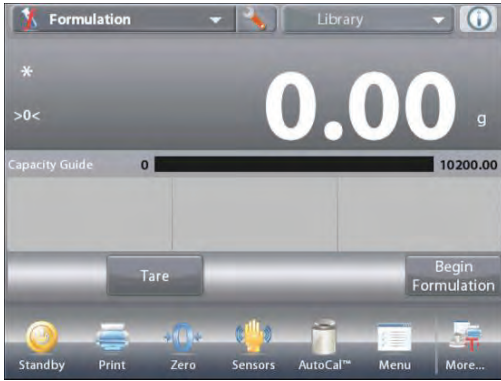 Formulation
Library
*
>0<
0.00 g
Capacity Guide 0 10200.00
Tare
Begin
Formulation
Standby Print Zero Sensors AutoCal™ Menu More...